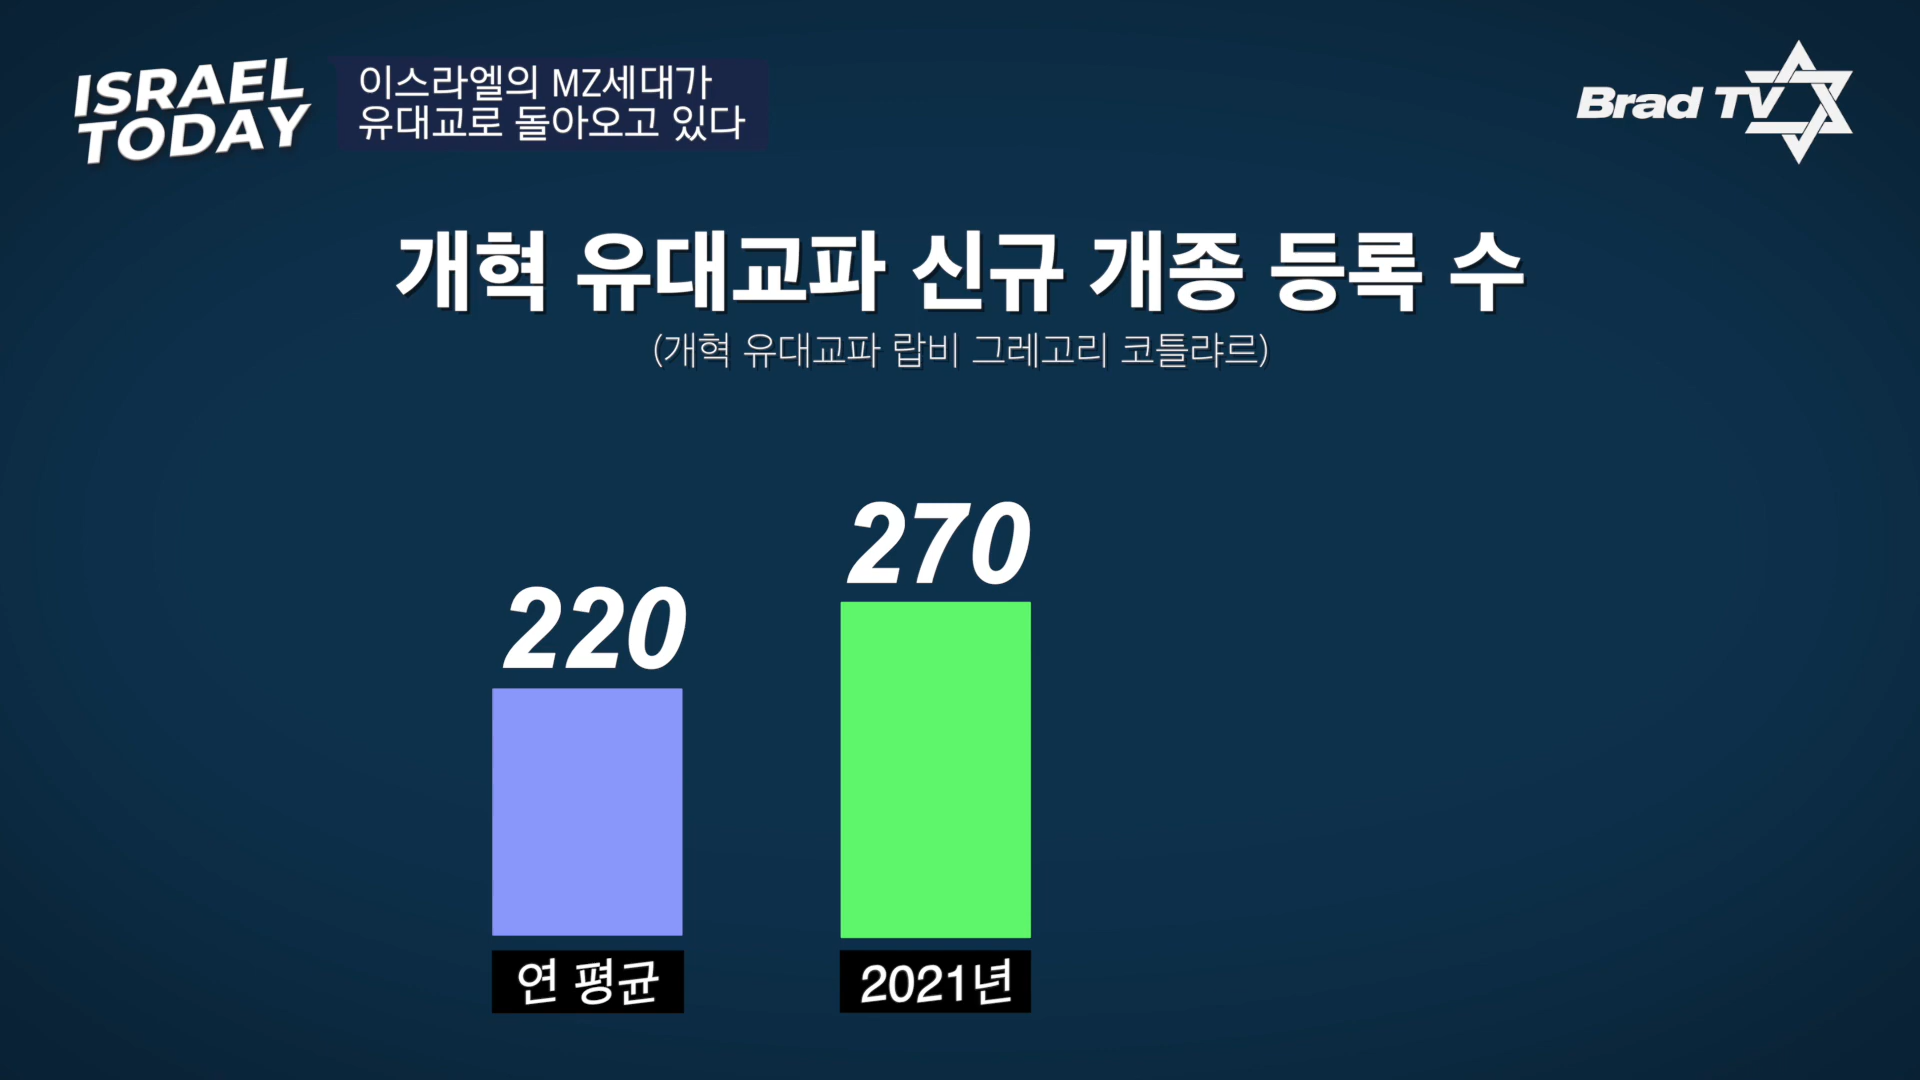 ISRAEL
TODAY
이스라엘의 MZ세대가
유대교로 돌아오고 있다
Brad TV
개혁 유대교파 신규 개종 등록 수
(개혁 유대교파 랍비 그레고리 코틀랴르)
220
270
연 평균
2021년